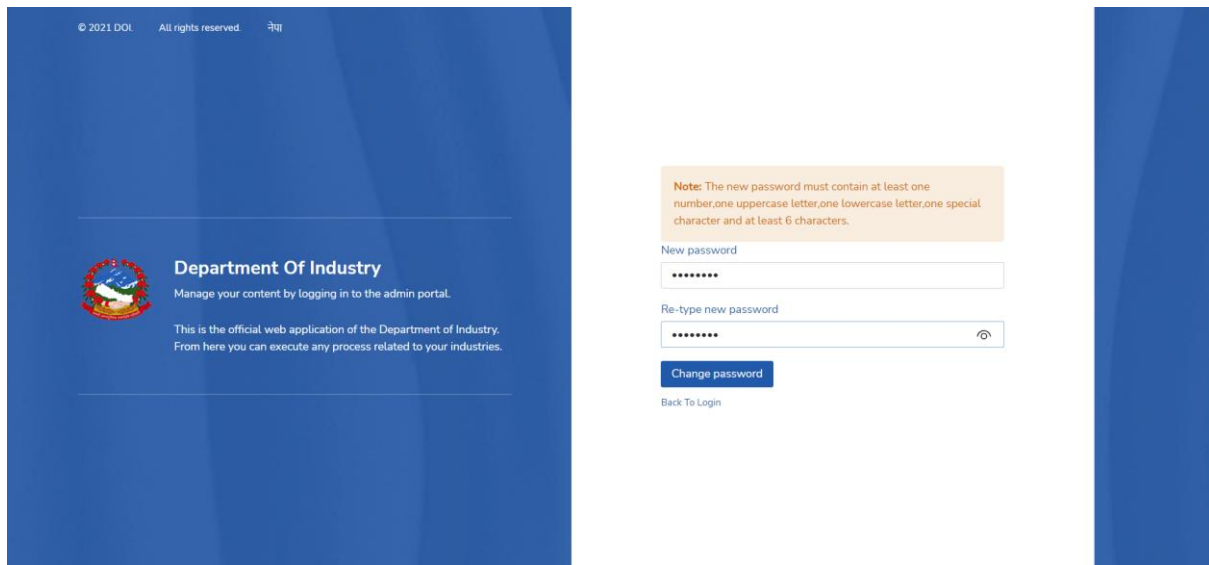 © 2021 DOI. All rights reserved. नेपा
Department Of Industry
Manage your content by logging in to the admin portal.
This is the official web application of the Department of Industry.
From here you can execute any process related to your industries.
Note: The new password must contain at least one
number,one uppercase letter,one lowercase letter,one special
character and at least 6 characters.
New password
••••••••
Re-type new password
••••••••
Change password
Back To Login